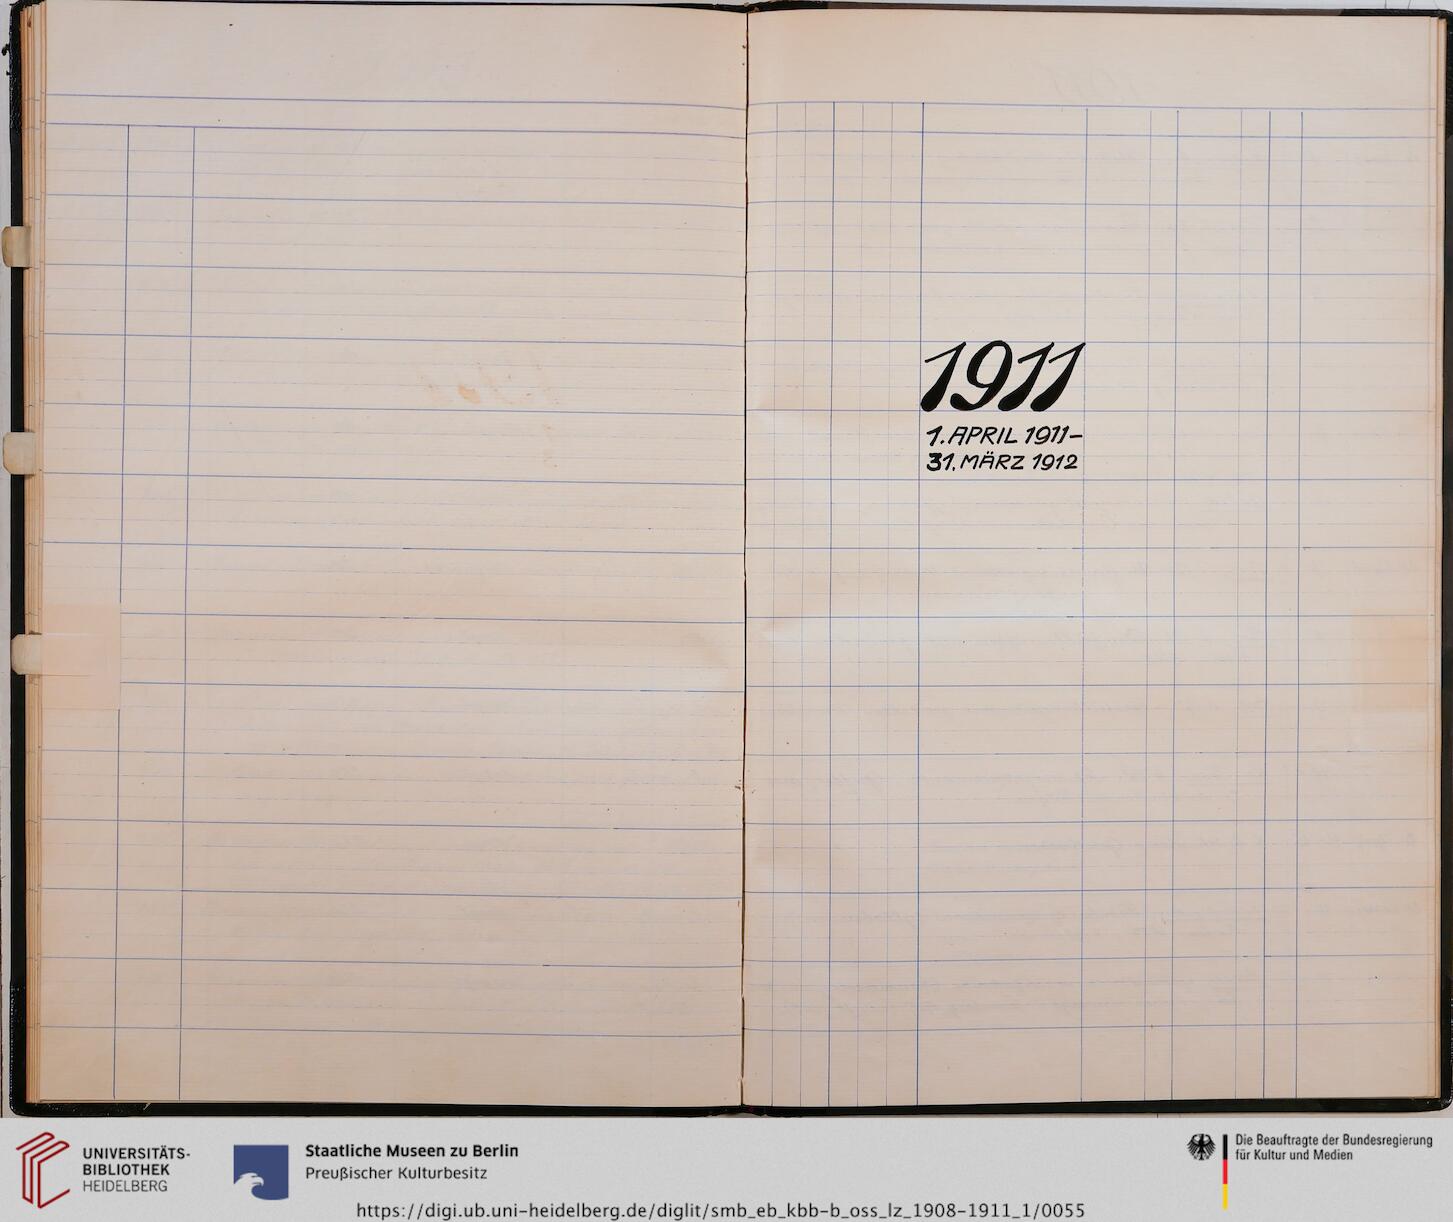 1911
1. APRIL 1911–
31. MÄRZ 1912
UNIVERSITÄTS-
BIBLIOTHEK
HEIDELBERG
Staatliche Museen zu Berlin
Preußischer Kulturbesitz
Die Beauftragte der Bundesregierung
für Kultur und Medien
https://digi.ub.uni-heidelberg.de/diglit/smb_eb_kbb-b_oss_lz_1908-1911_1/0055